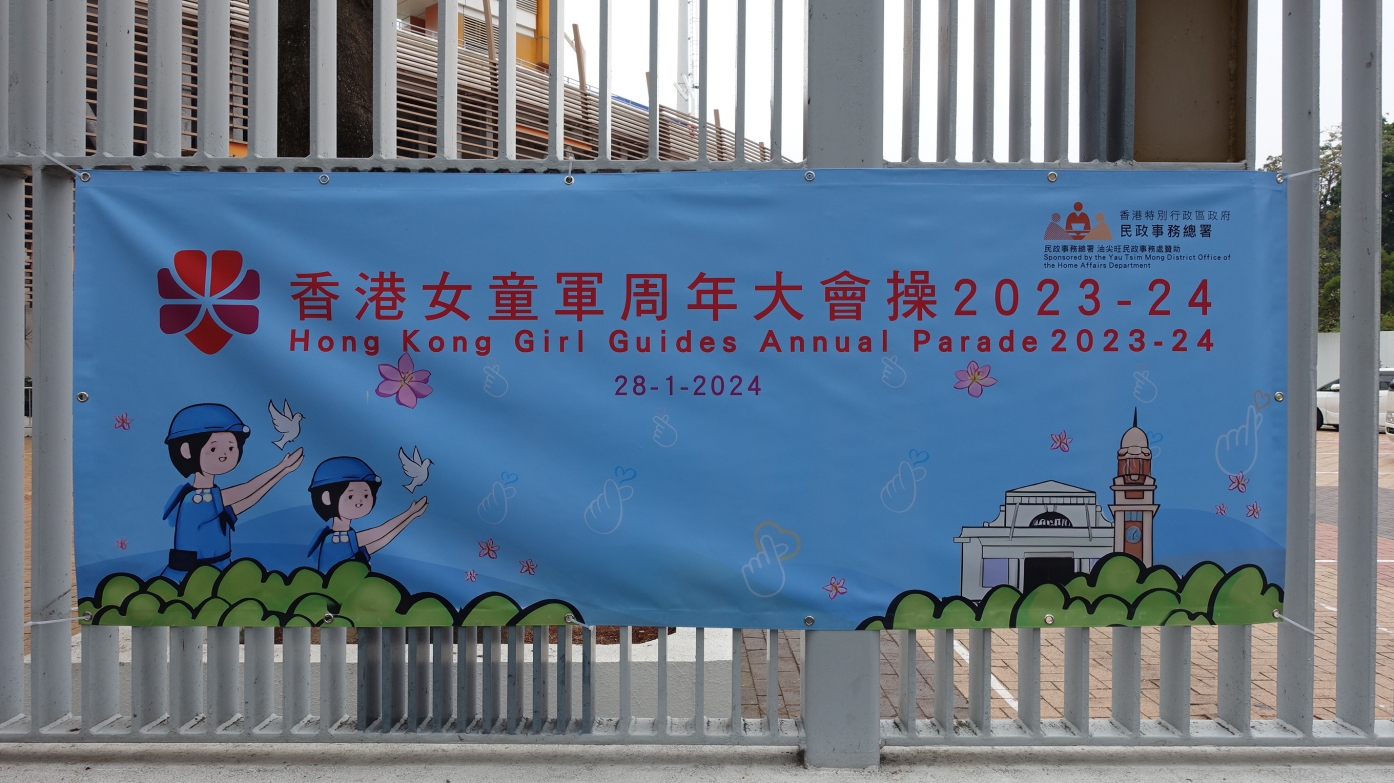 香港特別行政區政府
民政事務總署
民政事務總署 油尖旺民政事務處贊助
Sponsored by the Yau Tsim Mong District Office of
the Home Affairs Department
香港女童軍周年大會操2023-24
Hong Kong Girl Guides Annual Parade 2023-24
28-1-2024